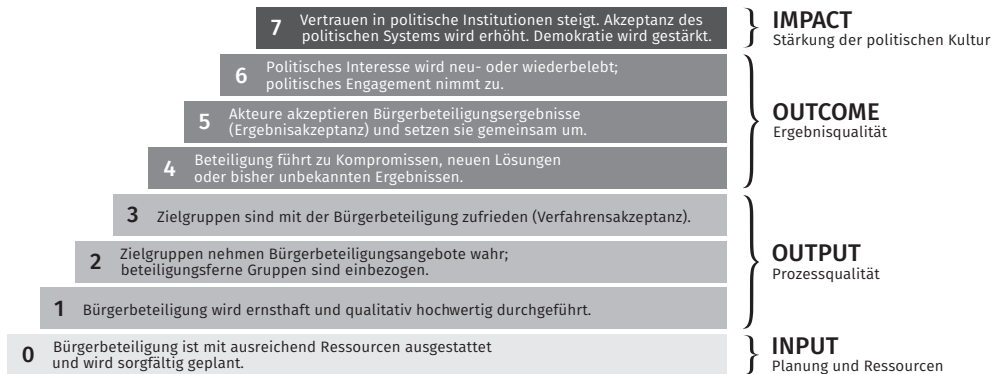 7 Vertrauen in politische Institutionen steigt. Akzeptanz des
politischen Systems wird erhöht. Demokratie wird gestärkt.
IMPACT
Stärkung der politischen Kultur
6 Politisches Interesse wird neu- oder wiederbelebt;
politisches Engagement nimmt zu.
5 Akteure akzeptieren Bürgerbeteiligungsergebnisse
(Ergebnisakzeptanz) und setzen sie gemeinsam um.
4 Beteiligung führt zu Kompromissen, neuen Lösungen
oder bisher unbekannten Ergebnissen.
OUTCOME
Ergebnisqualität
3 Zielgruppen sind mit der Bürgerbeteiligung zufrieden (Verfahrensakzeptanz).
2 Zielgruppen nehmen Bürgerbeteiligungsangebote wahr;
beteiligungsferne Gruppen sind einbezogen.
1 Bürgerbeteiligung wird ernsthaft und qualitativ hochwertig durchgeführt.
OUTPUT
Prozessqualität
0 Bürgerbeteiligung ist mit ausreichend Ressourcen ausgestattet
und wird sorgfältig geplant.
INPUT
Planung und Ressourcen